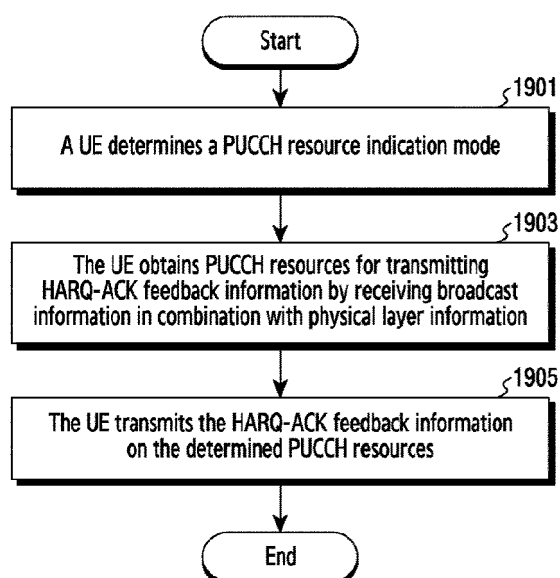 Start
1901
A UE determines a PUCCH resource indication mode
1903
The UE obtains PUCCH resources for transmitting
HARQ-ACK feedback information by receiving broadcast
information in combination with physical layer information
1905
The UE transmits the HARQ-ACK feedback information
on the determined PUCCH resources
End